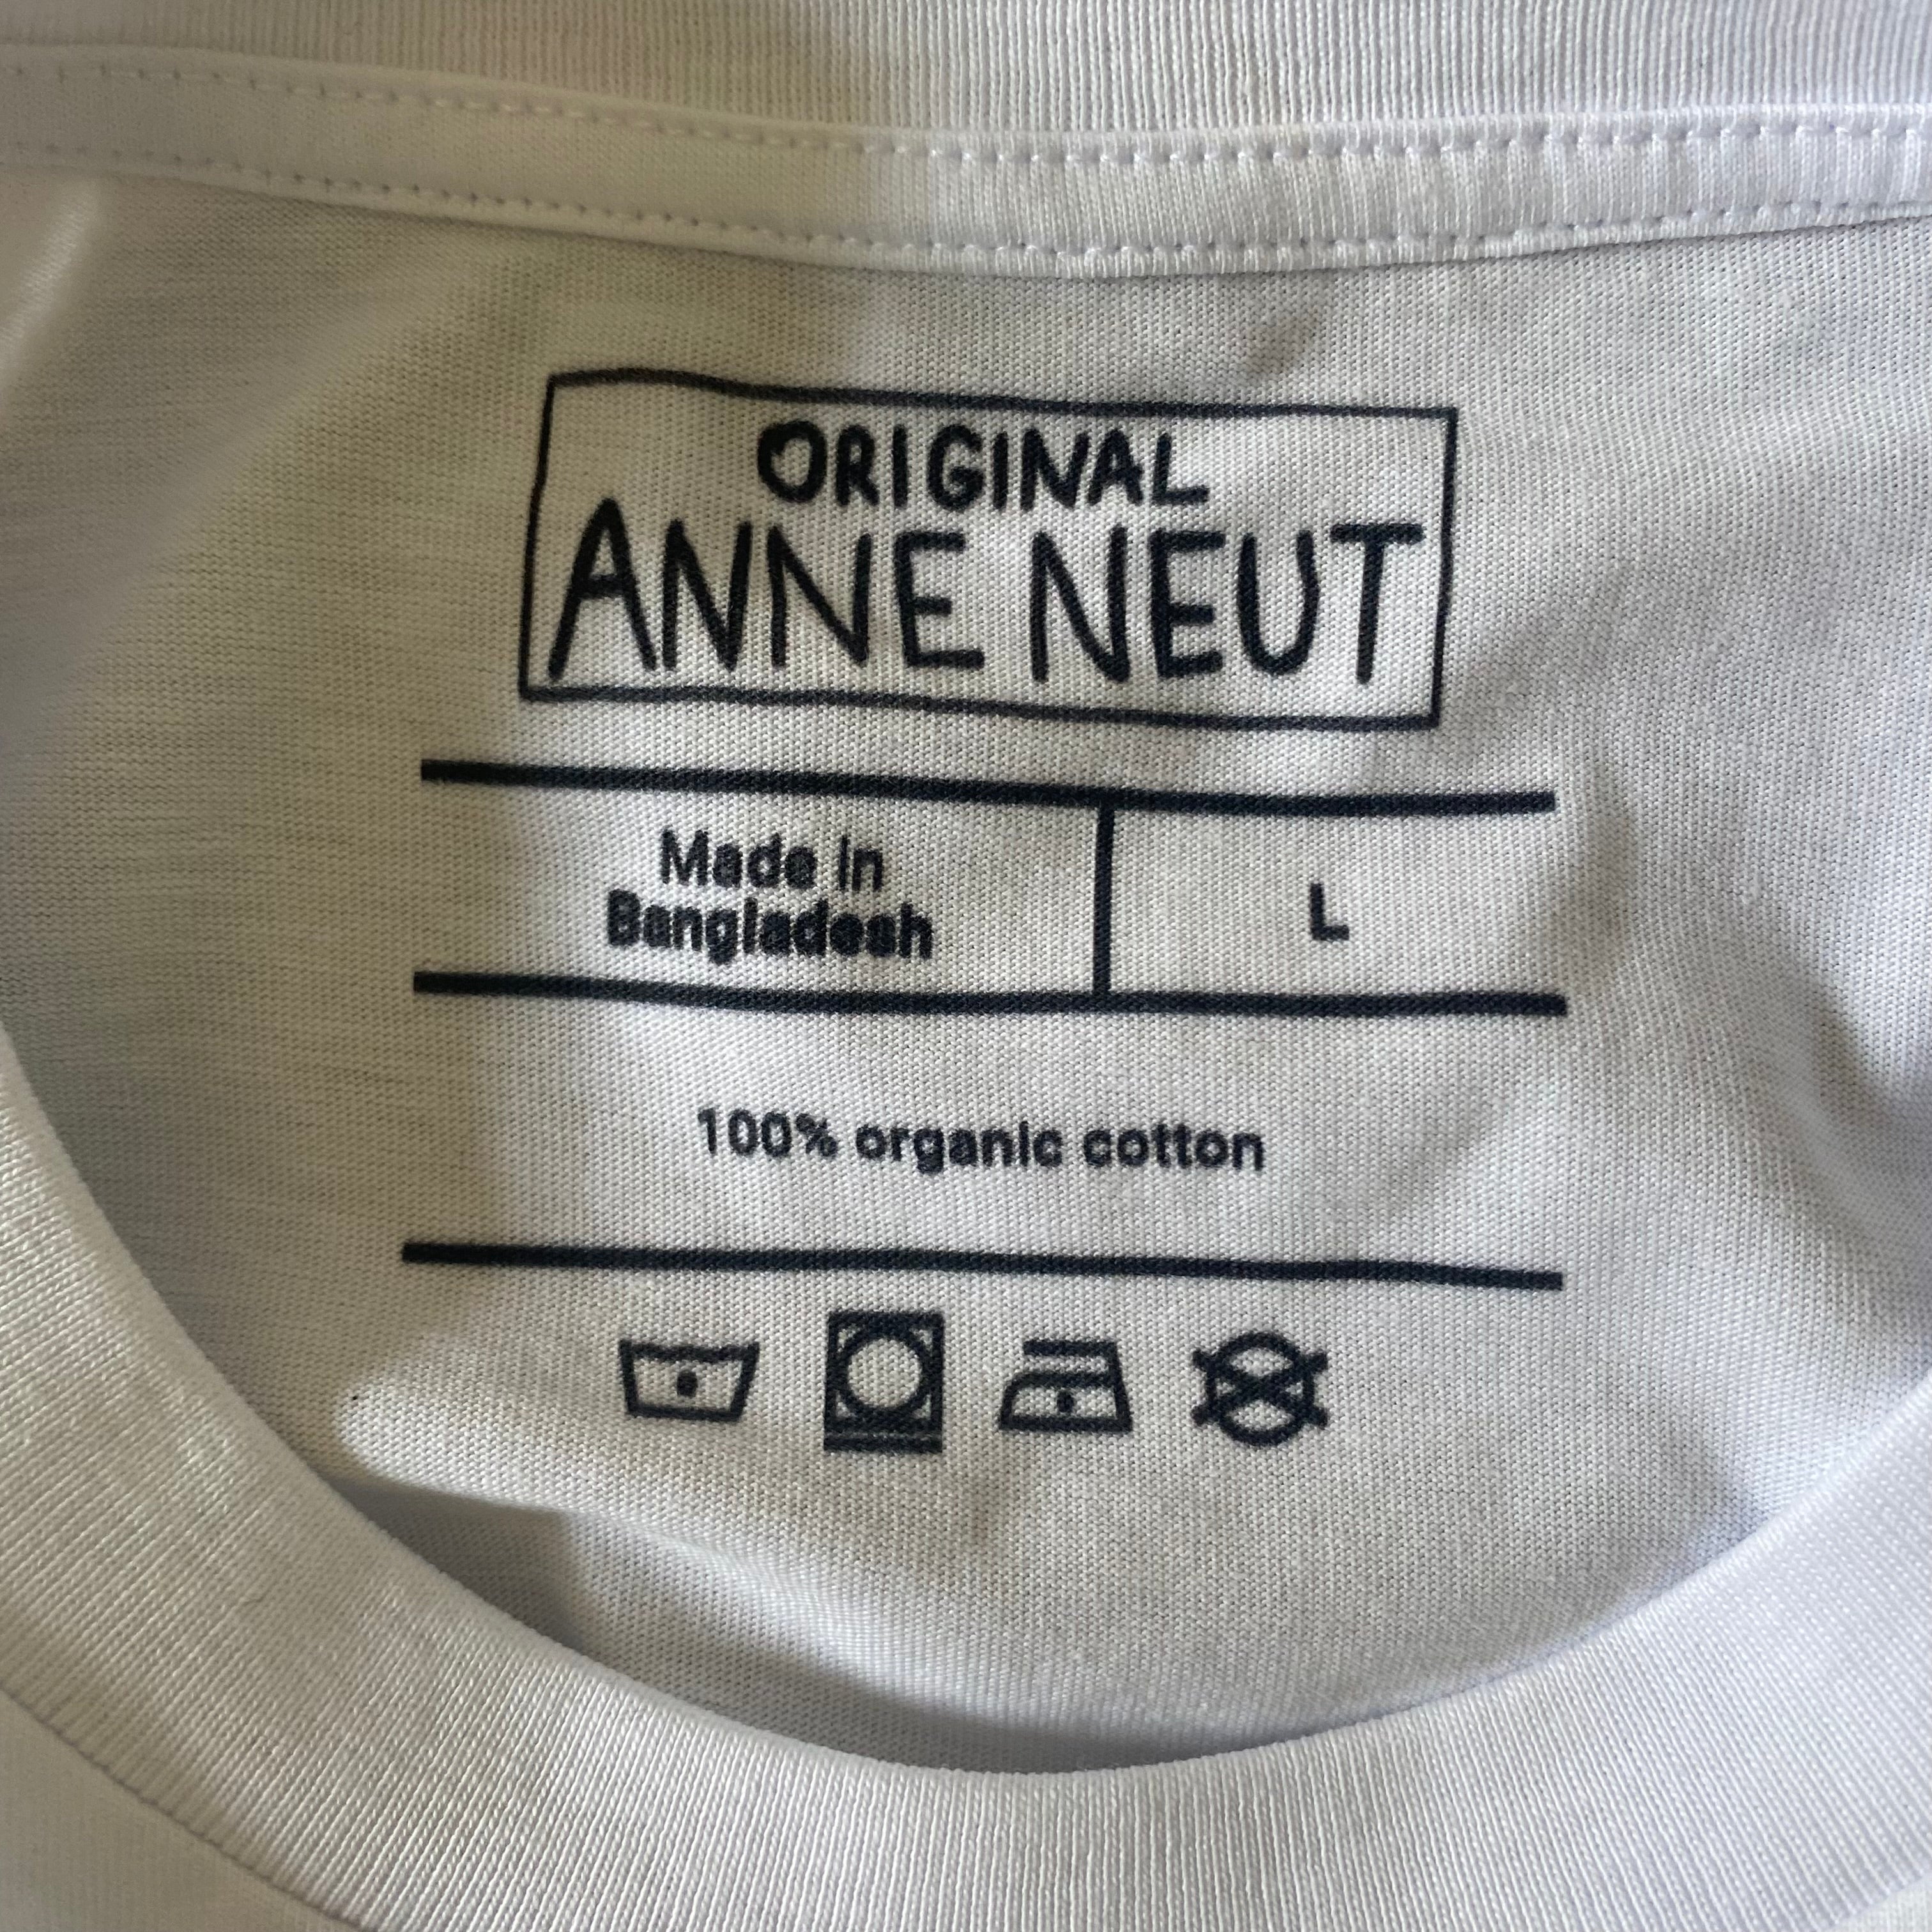 ORIGINAL
ANNE NEUT
Made in
Bangladesh
L
100% organic cotton